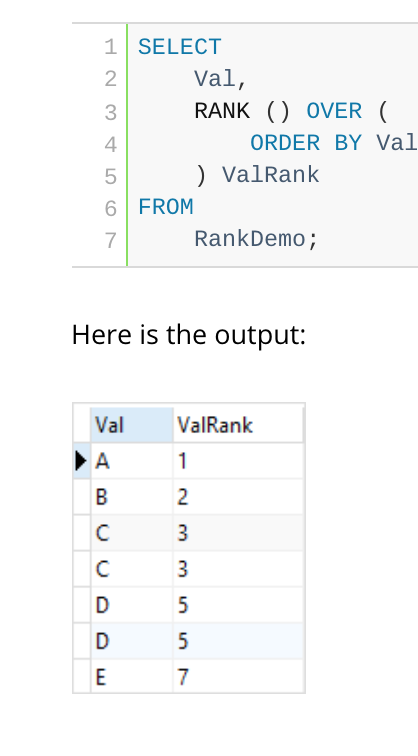 1 SELECT
2 Val,
3 RANK () OVER (
4 ORDER BY Val
5 ) ValRank
6 FROM
7 RankDemo;
Here is the output:
Val ValRank
A 1
B 2
C 3
C 3
D 5
D 5
E 7